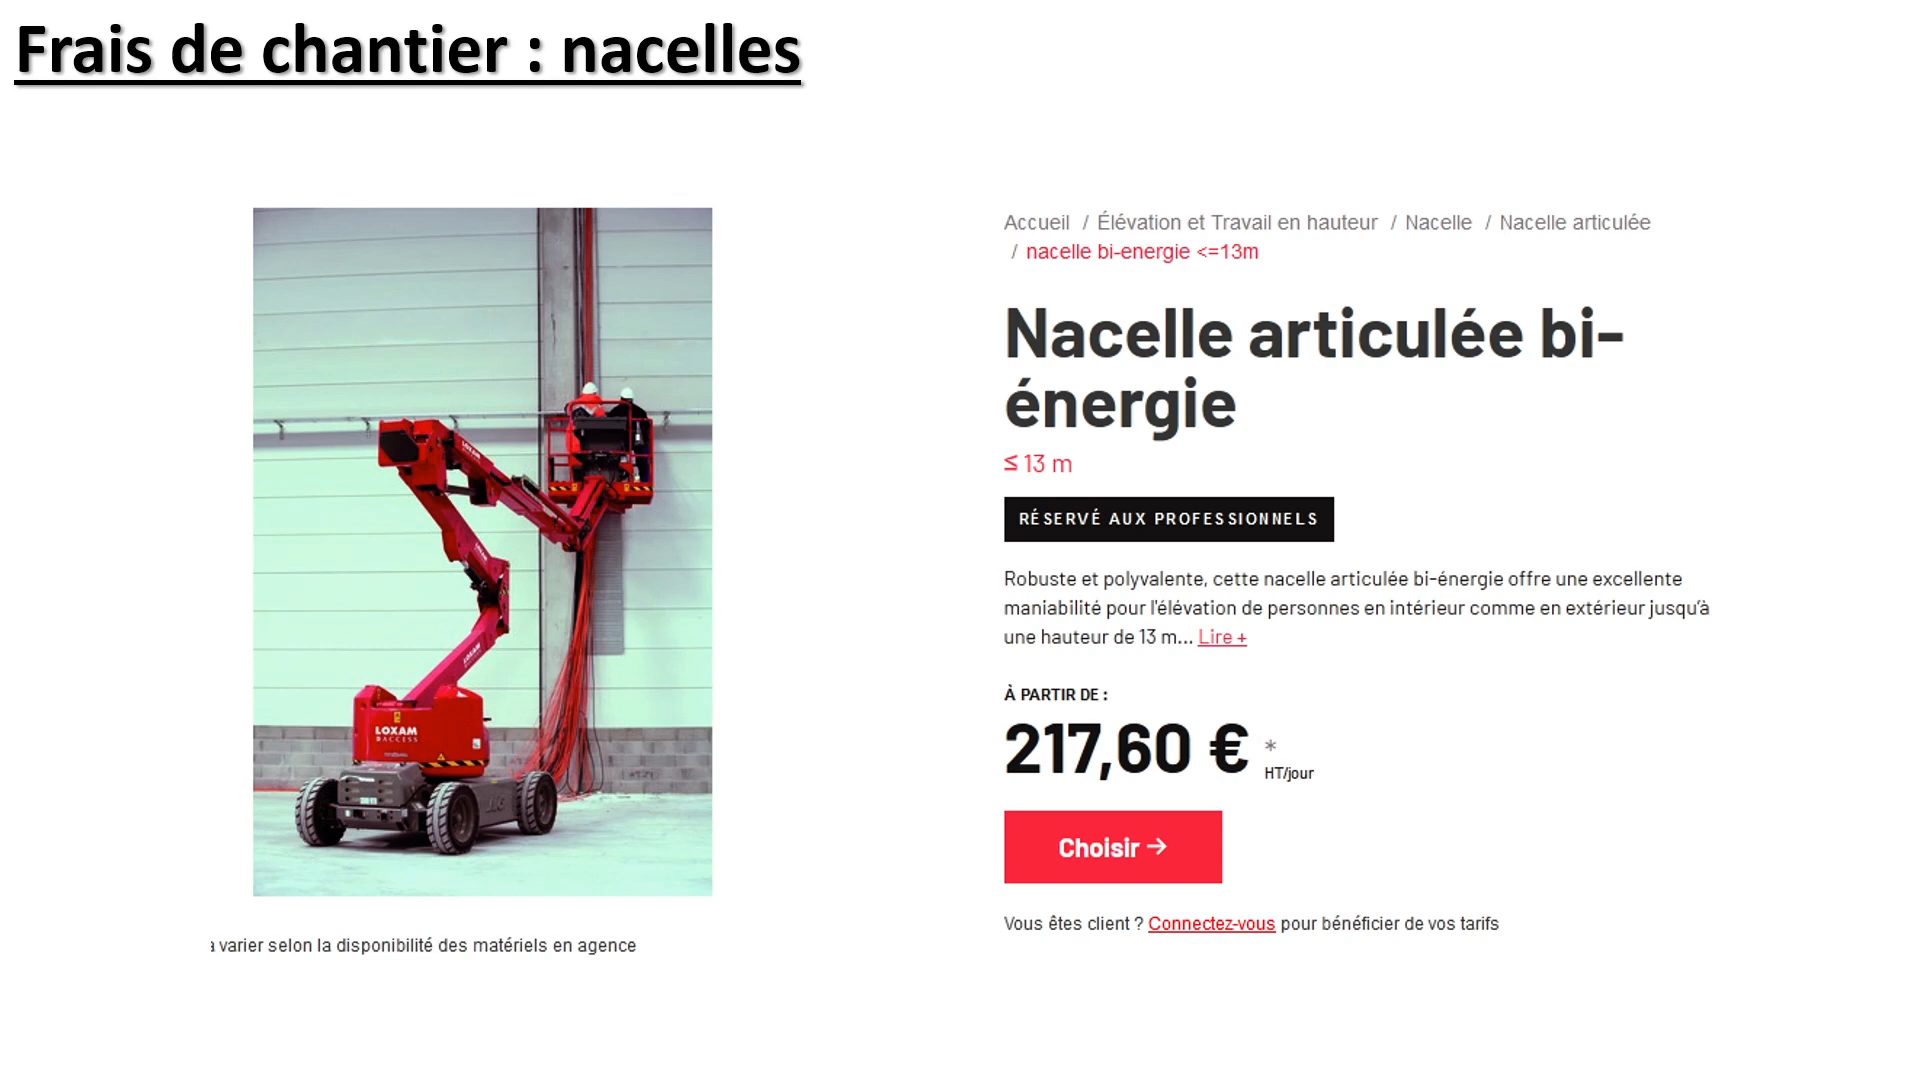 Frais de chantier : nacelles
Accueil / Élévation et Travail en hauteur / Nacelle / Nacelle articulée
/ nacelle bi-energie <=13m
Nacelle articulée bi-
énergie
≤ 13 m
RÉSERVÉ AUX PROFESSIONNELS
Robuste et polyvalente, cette nacelle articulée bi-énergie offre une excellente
maniabilité pour l'élévation de personnes en intérieur comme en extérieur jusqu'à
une hauteur de 13 m... Lire +
À PARTIR DE :
217,60 € *
HT/jour
Choisir →
Vous êtes client ? Connectez-vous pour bénéficier de vos tarifs
LOXAM
LOXAM
LOXAM
ACCESS
JLG
a varier selon la disponibilité des matériels en agence